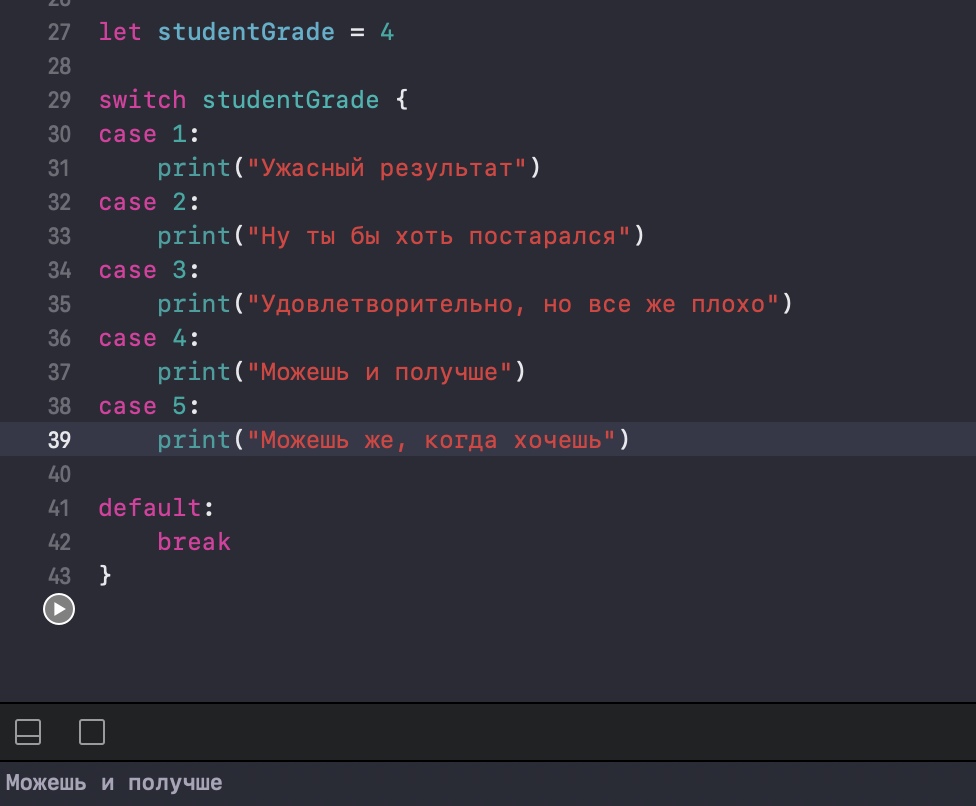 26
27 let studentGrade = 4
28
29 switch studentGrade {
30 case 1:
31     print("Ужасный результат")
32 case 2:
33     print("Ну ты бы хоть постарался")
34 case 3:
35     print("Удовлетворительно, но все же плохо")
36 case 4:
37     print("Можешь и получше")
38 case 5:
39     print("Можешь же, когда хочешь")
40
41 default:
42     break
43 }
Можешь и получше